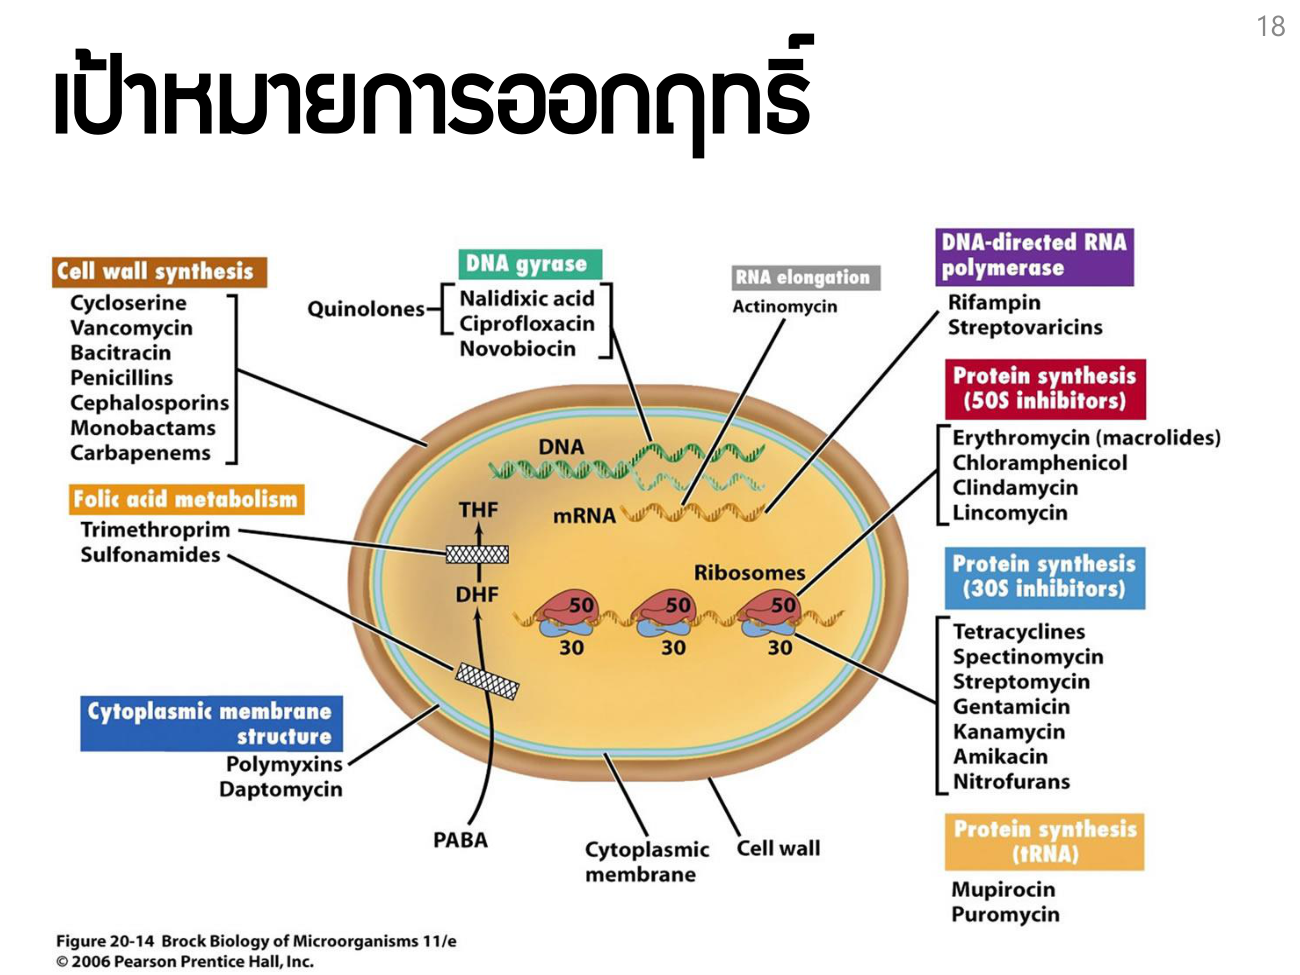 18
เป้าหมายการออกฤทธิ์
Cell wall synthesis
Cycloserine
Vancomycin
Bacitracin
Penicillins
Cephalosporins
Monobactams
Carbapenems
Folic acid metabolism
Trimethroprim
Sulfonamides
Cytoplasmic membrane
structure
Polymyxins
Daptomycin
DNA gyrase
Quinolones
Nalidixic acid
Ciprofloxacin
Novobiocin
RNA elongation
Actinomycin
DNA-directed RNA
polymerase
Rifampin
Streptovaricins
Protein synthesis
(50S inhibitors)
Erythromycin (macrolides)
Chloramphenicol
Clindamycin
Lincomycin
Protein synthesis
(30S inhibitors)
Tetracyclines
Spectinomycin
Streptomycin
Gentamicin
Kanamycin
Amikacin
Nitrofurans
Protein synthesis
(tRNA)
Mupirocin
Puromycin
DNA
THF
mRNA
Ribosomes
DHF
50
50
50
30
30
30
PABA
Cytoplasmic
membrane
Cell wall
Figure 20-14 Brock Biology of Microorganisms 11/e
© 2006 Pearson Prentice Hall, Inc.